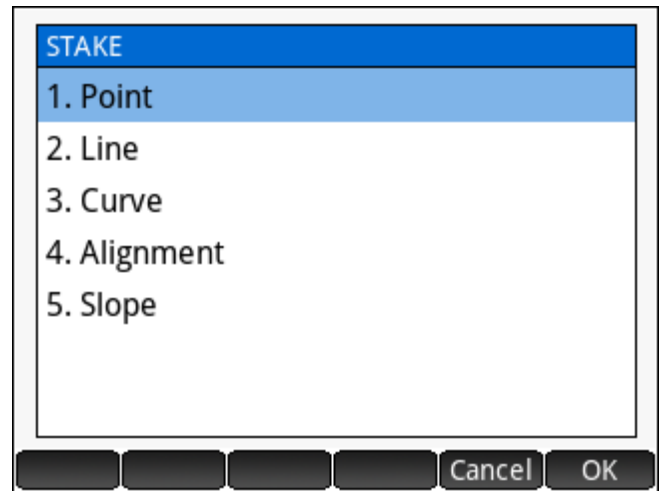 STAKE
1. Point
2. Line
3. Curve
4. Alignment
5. Slope
Cancel OK